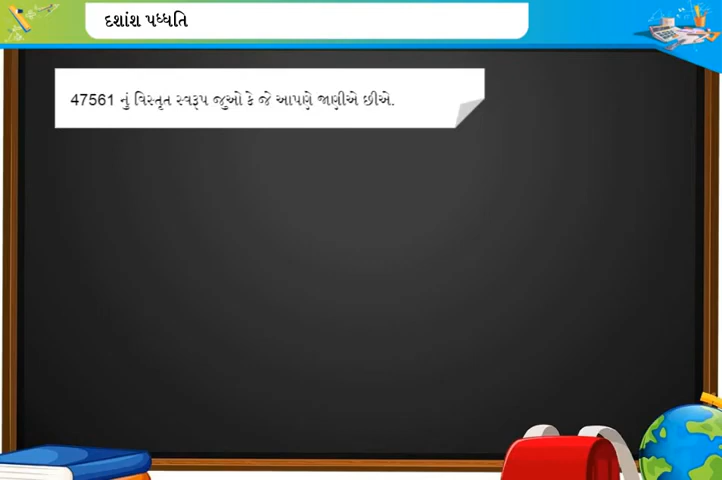 દશાંશ પધ્ધતિ
47561 નું વિસ્તૃત સ્વરૂપ જુઓ કે જે આપણે જાણીએ છીએ.